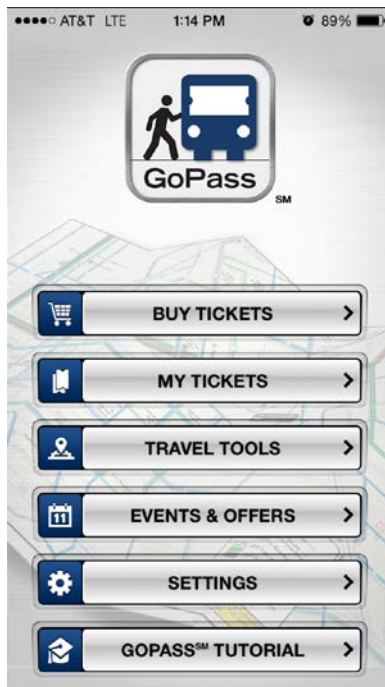 AT&T LTE 1:14 PM 89%
GoPass
SM
BUY TICKETS
MY TICKETS
TRAVEL TOOLS
11
EVENTS & OFFERS
SETTINGS
GOPASS℠ TUTORIAL